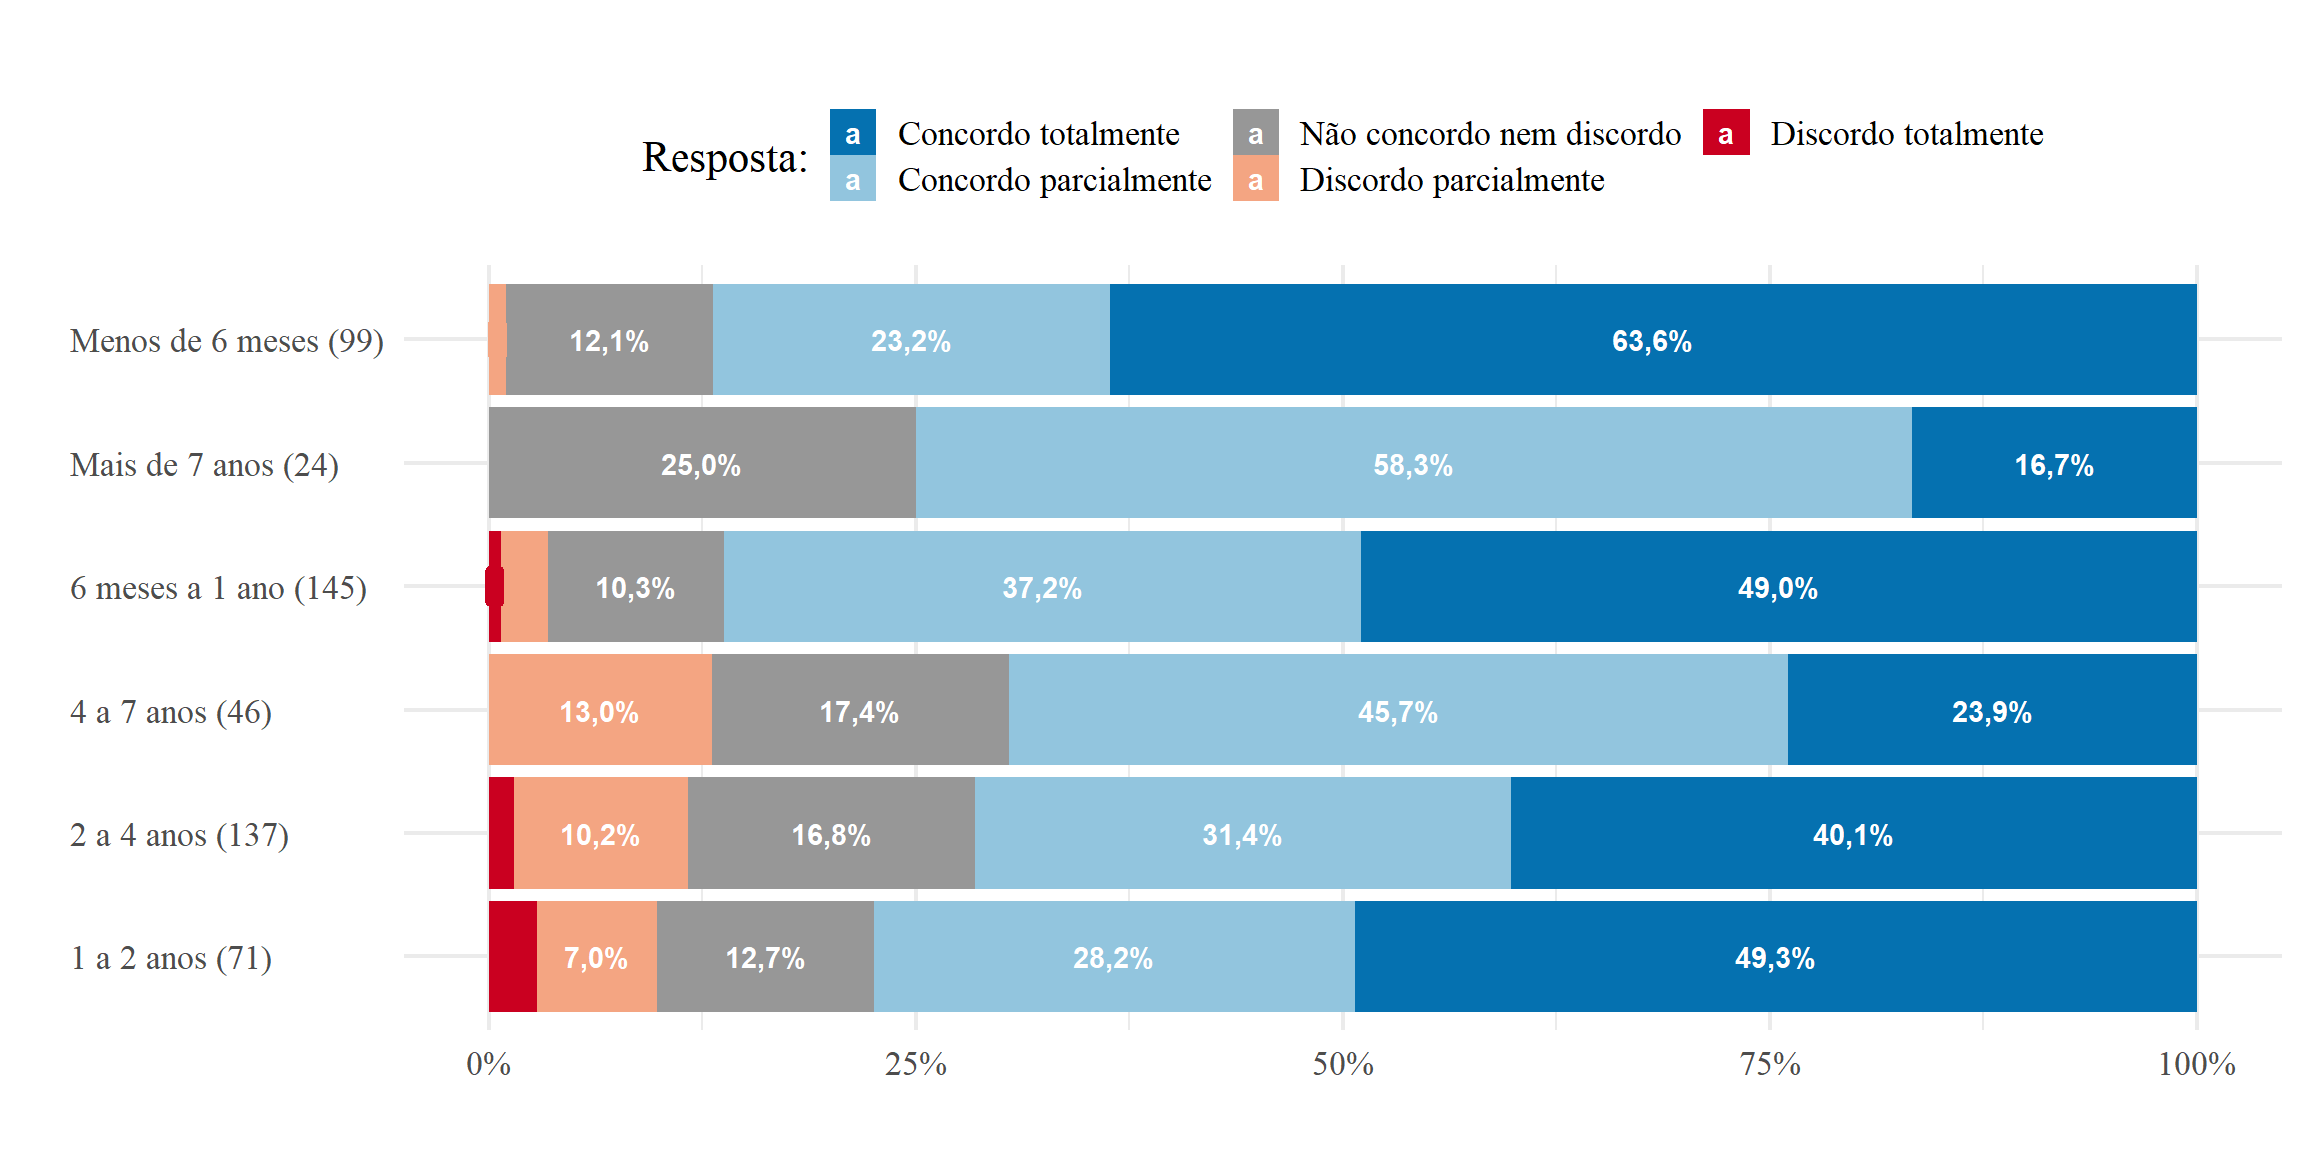 Resposta:
a Concordo totalmente
a Concordo parcialmente
a Não concordo nem discordo
a Discordo parcialmente
a Discordo totalmente
Menos de 6 meses (99) 12,1% 23,2% 63,6%
Mais de 7 anos (24) 25,0% 58,3% 16,7%
6 meses a 1 ano (145) 10,3% 37,2% 49,0%
4 a 7 anos (46) 13,0% 17,4% 45,7% 23,9%
2 a 4 anos (137) 10,2% 16,8% 31,4% 40,1%
1 a 2 anos (71) 7,0% 12,7% 28,2% 49,3%
0% 25% 50% 75% 100%